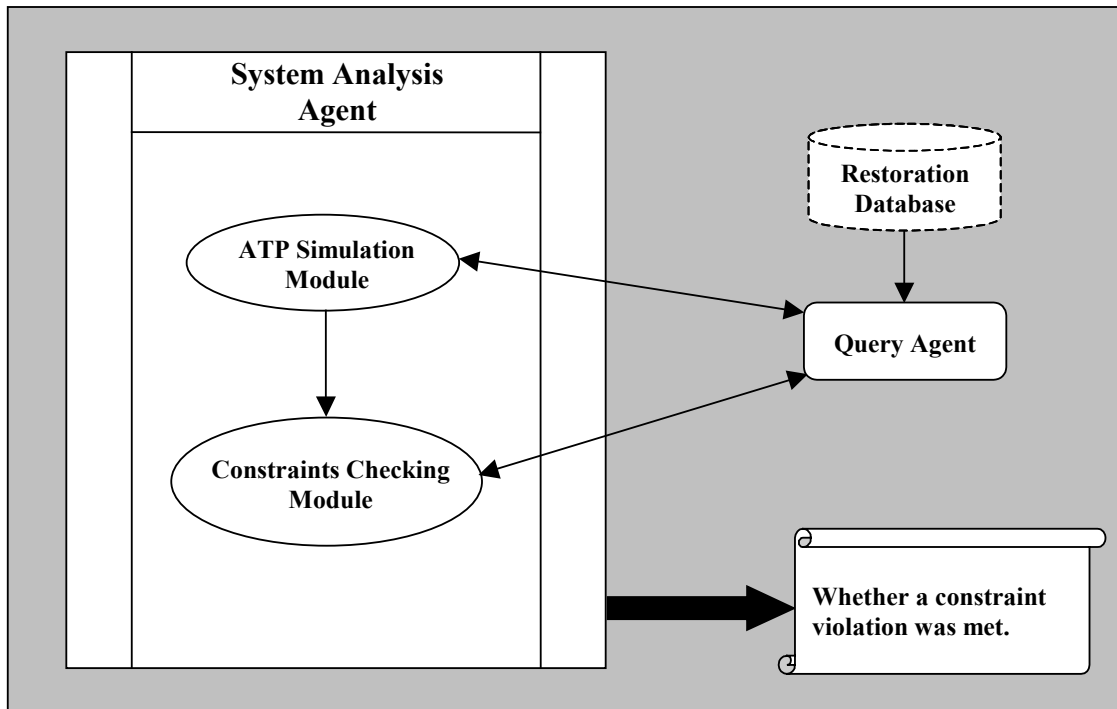 System Analysis
Agent
Restoration
Database
ATP Simulation
Module
Query Agent
Constraints Checking
Module
Whether a constraint
violation was met.